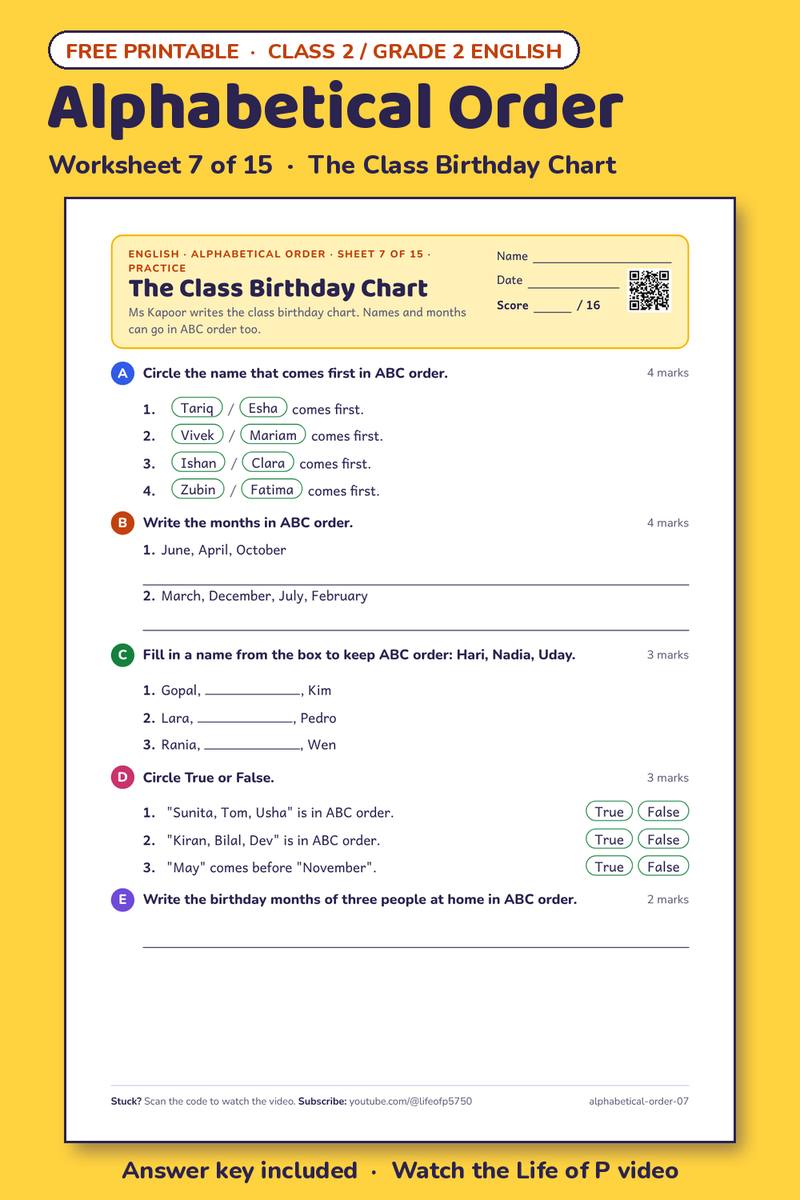 FREE PRINTABLE · CLASS 2 / GRADE 2 ENGLISH
Alphabetical Order
Worksheet 7 of 15 · The Class Birthday Chart
ENGLISH · ALPHABETICAL ORDER · SHEET 7 OF 15 ·
PRACTICE
The Class Birthday Chart
Ms Kapoor writes the class birthday chart. Names and months
can go in ABC order too.
Name ____________
Date ____________
Score ______ / 16
A Circle the name that comes first in ABC order. 4 marks
1. Tariq / Esha comes first.
2. Vivek / Mariam comes first.
3. Ishan / Clara comes first.
4. Zubin / Fatima comes first.
B Write the months in ABC order. 4 marks
1. June, April, October
2. March, December, July, February
C Fill in a name from the box to keep ABC order: Hari, Nadia, Uday. 3 marks
1. Gopal, ____________, Kim
2. Lara, ____________, Pedro
3. Rania, ____________, Wen
D Circle True or False. 3 marks
1. "Sunita, Tom, Usha" is in ABC order. True False
2. "Kiran, Bilal, Dev" is in ABC order. True False
3. "May" comes before "November". True False
E Write the birthday months of three people at home in ABC order. 2 marks
Stuck? Scan the code to watch the video. Subscribe: youtube.com/@lifeofp5750 alphabetical-order-07
Answer key included · Watch the Life of P video